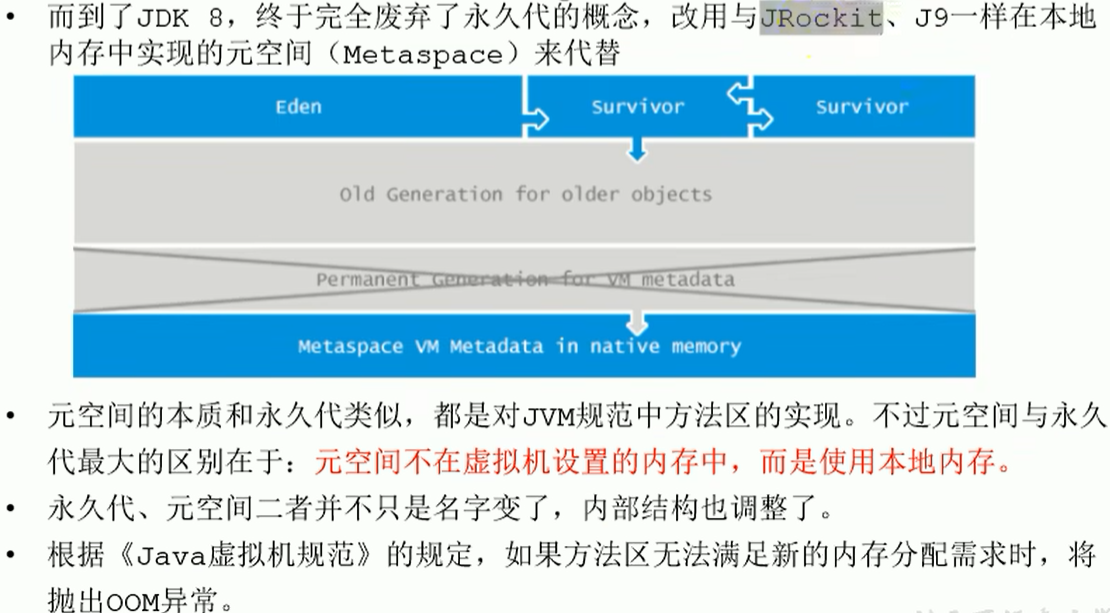 • 而到了JDK 8，终于完全废弃了永久代的概念，改用与JRockit、J9一样在本地
内存中实现的元空间（Metaspace）来代替
Eden
Survivor
Survivor
Old Generation for older objects
Permanent Generation for VM metadata
Metaspace VM Metadata in native memory
• 元空间的本质和永久代类似，都是对JVM规范中方法区的实现。不过元空间与永久
代最大的区别在于：元空间不在虚拟机设置的内存中，而是使用本地内存。
• 永久代、元空间二者并不只是名字变了，内部结构也调整了。
• 根据《Java虚拟机规范》的规定，如果方法区无法满足新的内存分配需求时，将
抛出OOM异常。